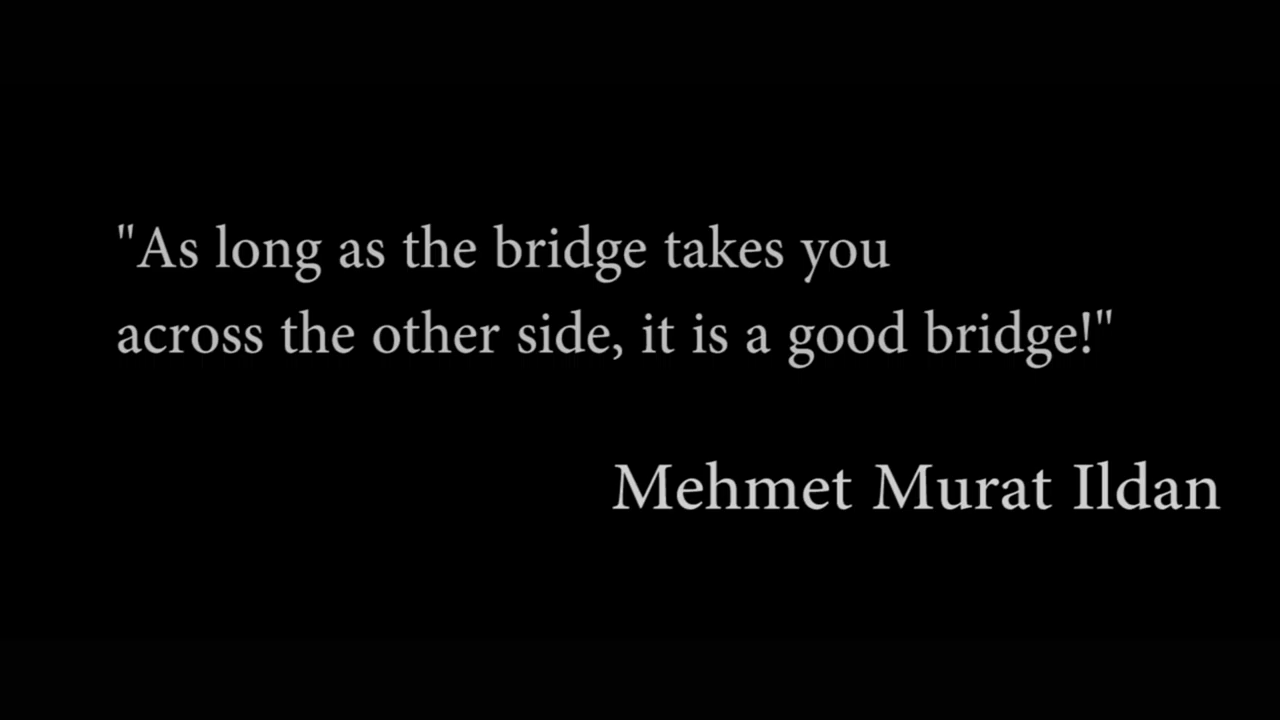 "As long as the bridge takes you
across the other side, it is a good bridge!"
Mehmet Murat Ildan